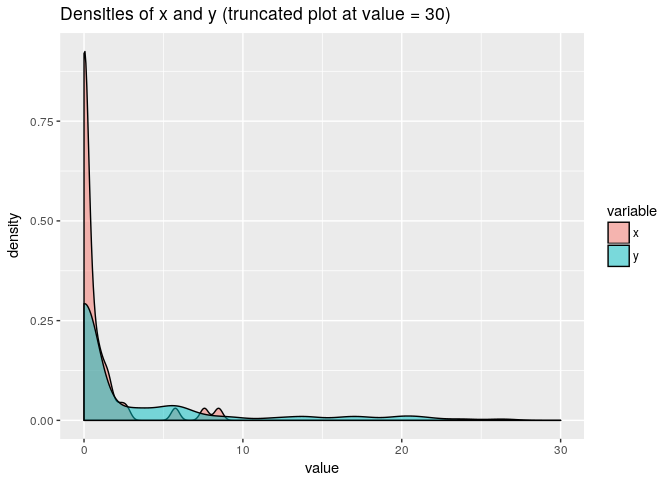 Densities of x and y (truncated plot at value = 30)
0.75
0.50
0.25
0.00
density
0
10
20
30
value
variable
x
y